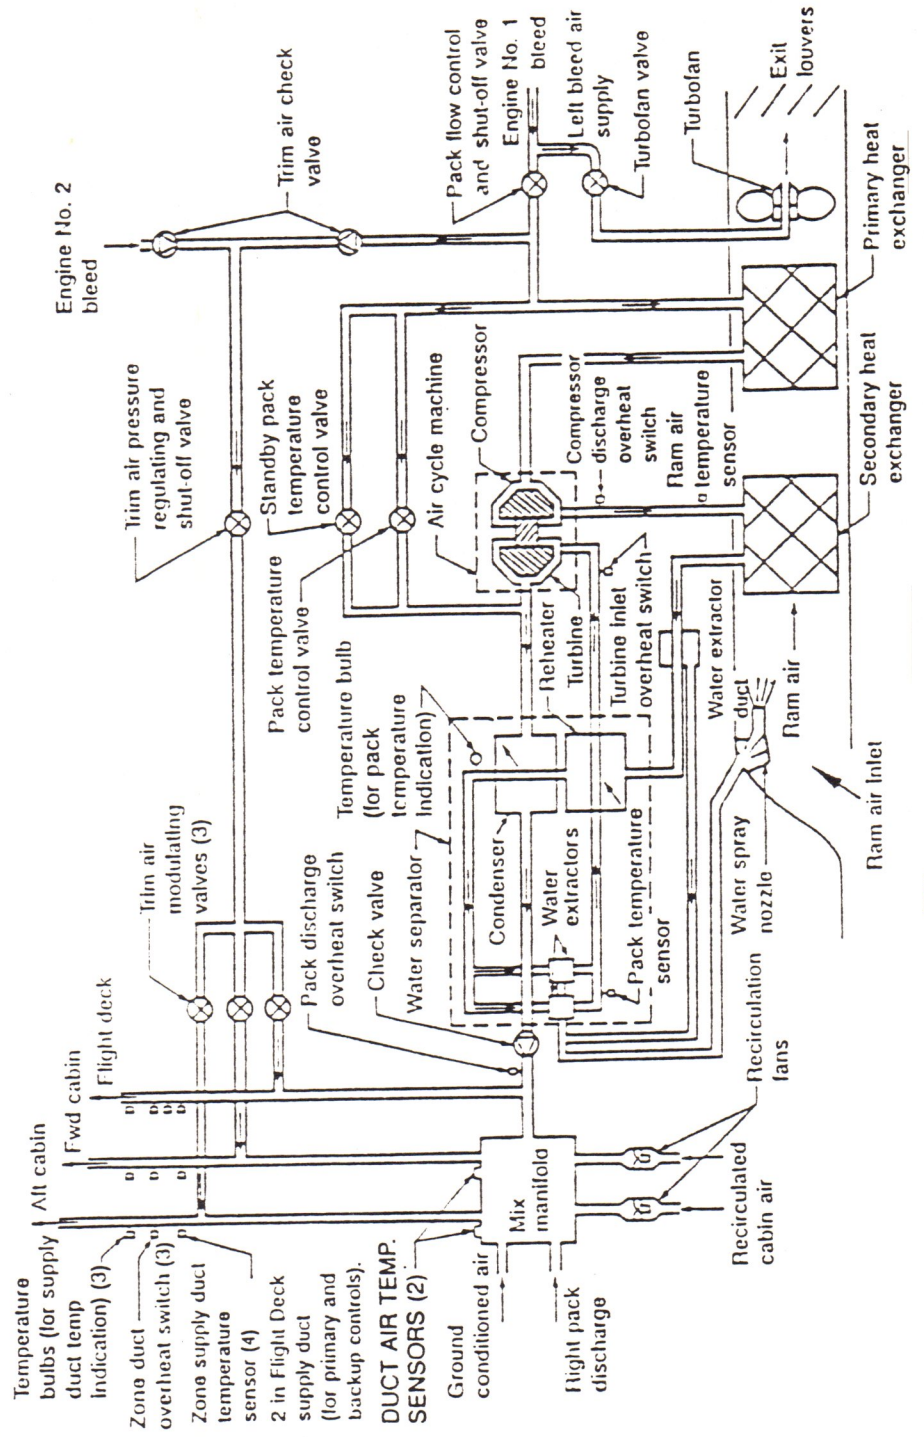 Temperature
bulbs (for supply
duct temp
Indication) (3)
Zone duct
overheat switch (3)
Zone supply duct
temperature
sensor (4)
2 in Flight Deck
supply duct
(for primary and
backup controls).
DUCT AIR TEMP.
SENSORS (2)
Ground
conditioned air
Right pack
discharge
Aft cabin
Fwd cabin
Flight deck
Mix
manifold
Recirculated
cabin air
Recirculation
fans
Trim air
modulating
valves (3)
Pack discharge
overheat switch
Check valve
Water separator
Temperature bulb
(for pack
temperature
Indication)
Condenser
Water
extractors
Pack temperature
sensor
Water spray
nozzle
Ram air Inlet
Ram air
Water extractor
duct
Reheater
Turbine
Turbine inlet
overheat switch
Trim air pressure
regulating and
shut-off valve
Standby pack
temperature
control valve
Pack temperature
control valve
Air cycle machine
Compressor
Compressor
discharge
overheat
switch
Ram air
temperature
sensor
Secondary heat
exchanger
Primary heat
exchanger
Engine No. 2
bleed
Trim air check
valve
Pack flow control
and shut-off valve
Engine No. 1
bleed
Left bleed air
supply
Turbofan valve
Turbofan
Exit
louvers